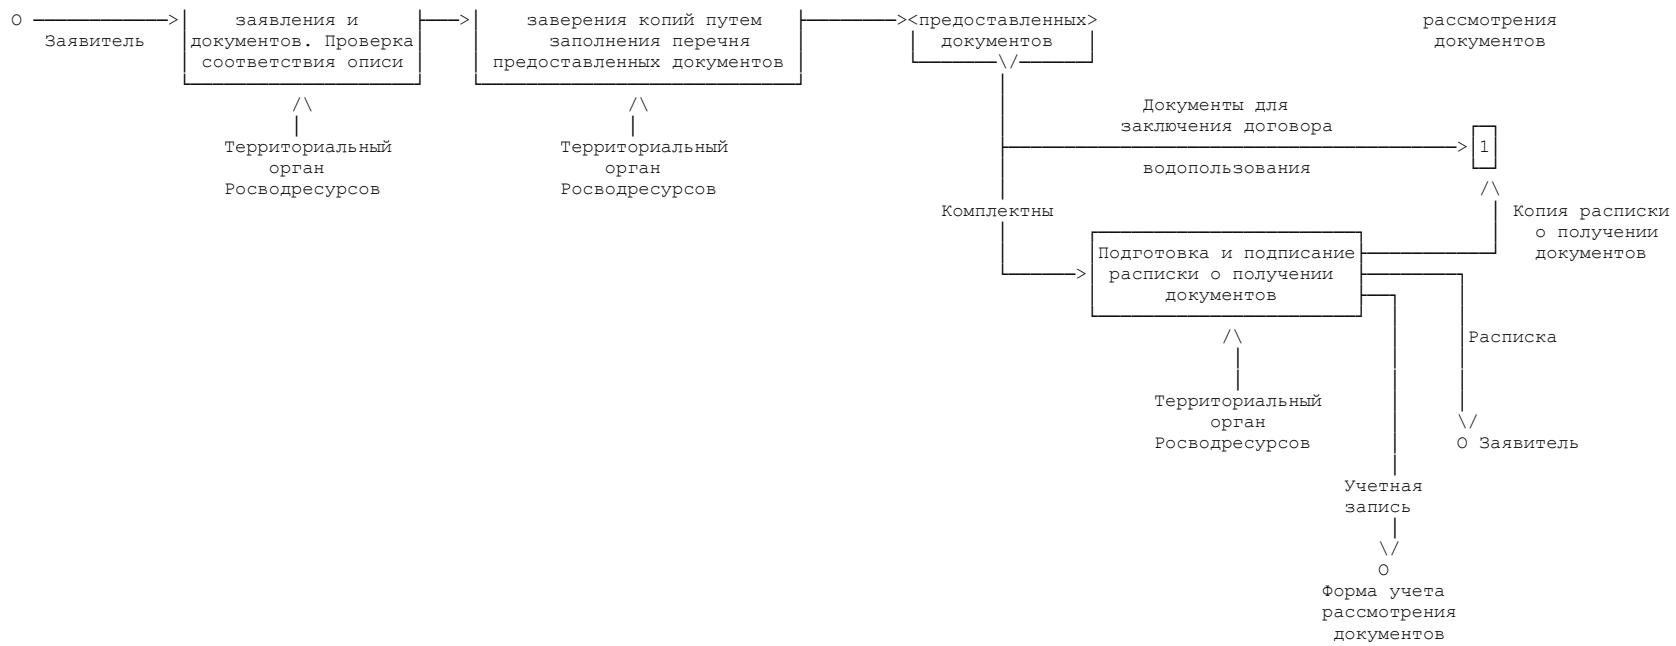 O заявления и заверения копий путем <предоставленных> рассмотрения
Заявитель документов. Проверка заполнения перечня документов документов
соответствия описи предоставленных документов
Документы для
заключения договора
Территориальный Территориальный 1
орган орган водопользования
Росводресурсов Росводресурсов
Комплектны Копия расписки
о получении
Подготовка и подписание документов
расписки о получении
документов
Расписка
Территориальный
орган
Росводресурсов O Заявитель
Учетная
запись
O
Форма учета
рассмотрения
документов